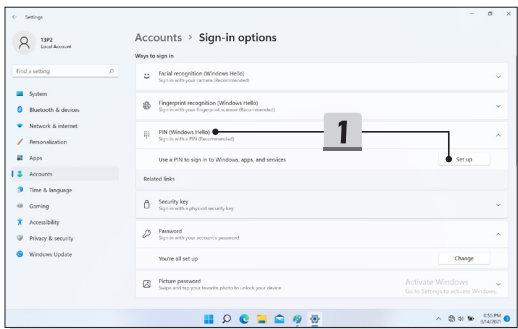 Settings
13P2
Local Account
Accounts > Sign-in options
Ways to sign in
Find a setting
System
Bluetooth & devices
Network & internet
Personalization
Apps
Accounts
Time & language
Gaming
Accessibility
Privacy & security
Windows Update
Facial recognition (Windows Hello)
Sign in with your camera (Recommended)
Fingerprint recognition (Windows Hello)
Sign in with your fingerprint scanner (Recommended)
PIN (Windows Hello)
Sign in with a PIN (Recommended)
1
Use a PIN to sign in to Windows, apps, and services
Set up
Related links
Security key
Sign in with a physical security key
Password
Sign in with your account's password
You're all set up
Change
Picture password
Swipe and tap your favorite photo to unlock your device
Activate Windows
Go to Settings to activate Windows.
6:53 PM
9/14/2021